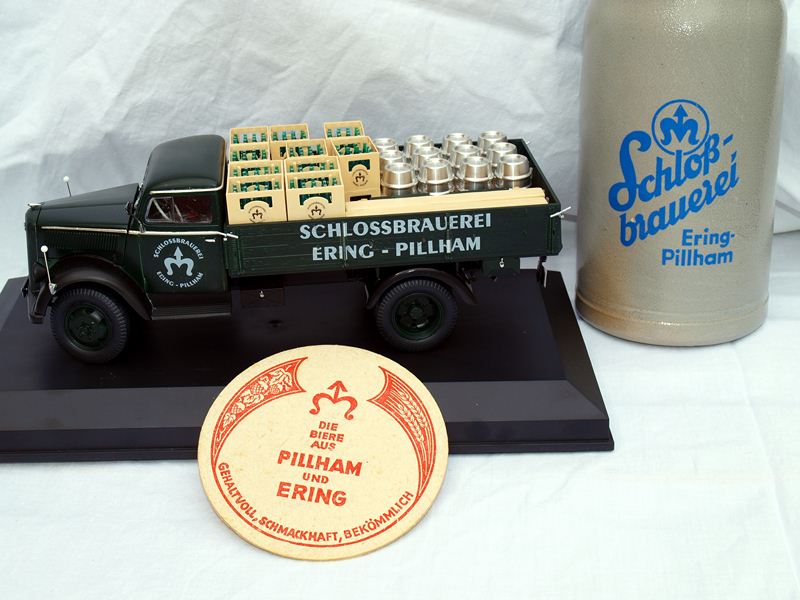 SCHLOSSBRAUEREI
ERING - PILLHAM
SCHLOSSBRAUEREI
ERING - PILLHAM
Schloß-
brauerei
Ering-
Pillham
DIE
BIERE
AUS
PILLHAM
UND
ERING
GEHALTVOLL, SCHMACKHAFT, BEKÖMMLICH